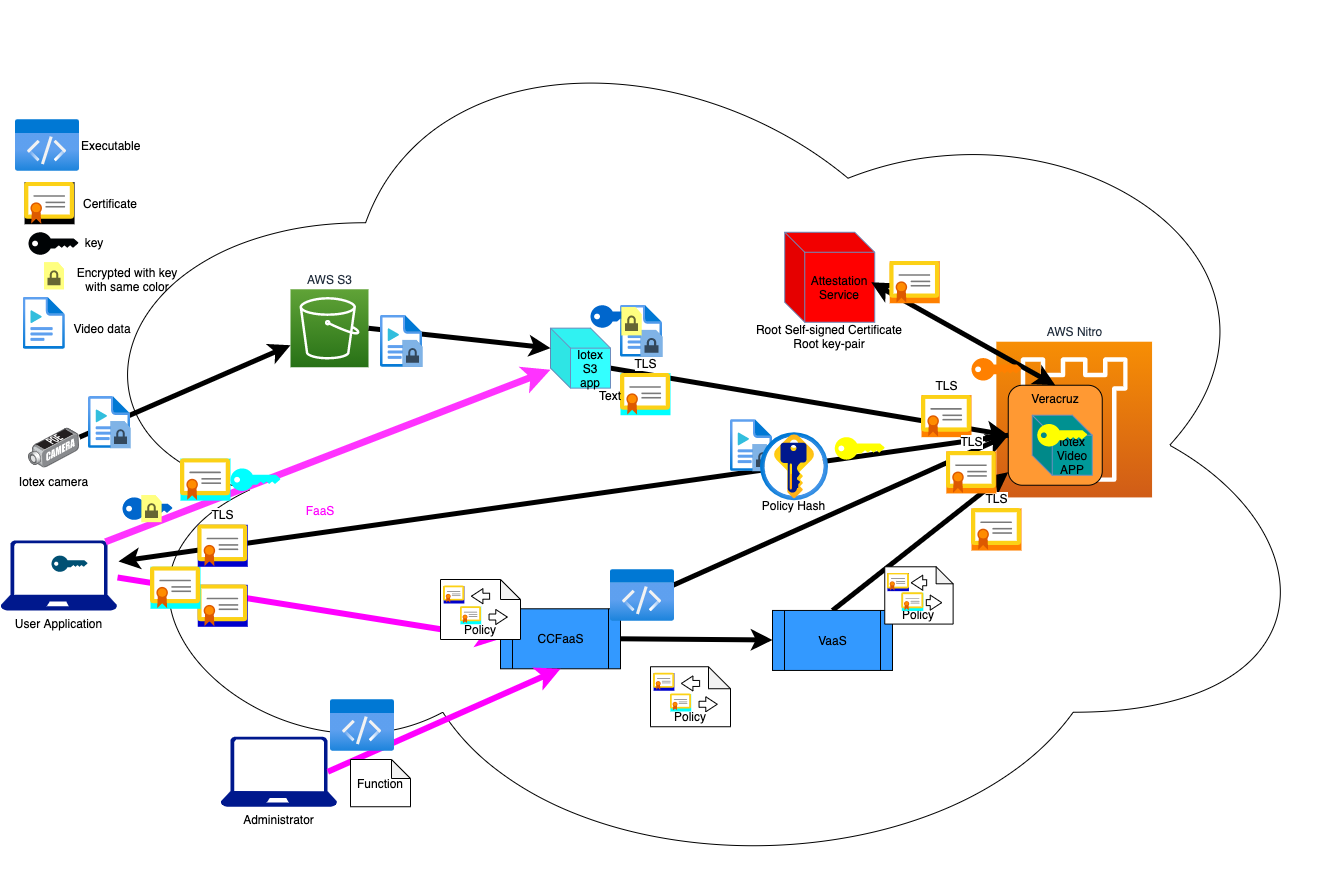 Executable
Certificate
key
Encrypted with key
with same color
Video data
AWS S3
Iotex
S3
app
TLS
Text
Attestation
Service
Root Self-signed Certificate
Root key-pair
AWS Nitro
Veracruz
Iotex
Video
APP
TLS
TLS
TLS
POE
CAMERA
Iotex camera
Policy Hash
FaaS
TLS
User Application
Policy
CCFaaS
VaaS
Policy
Policy
Function
Administrator